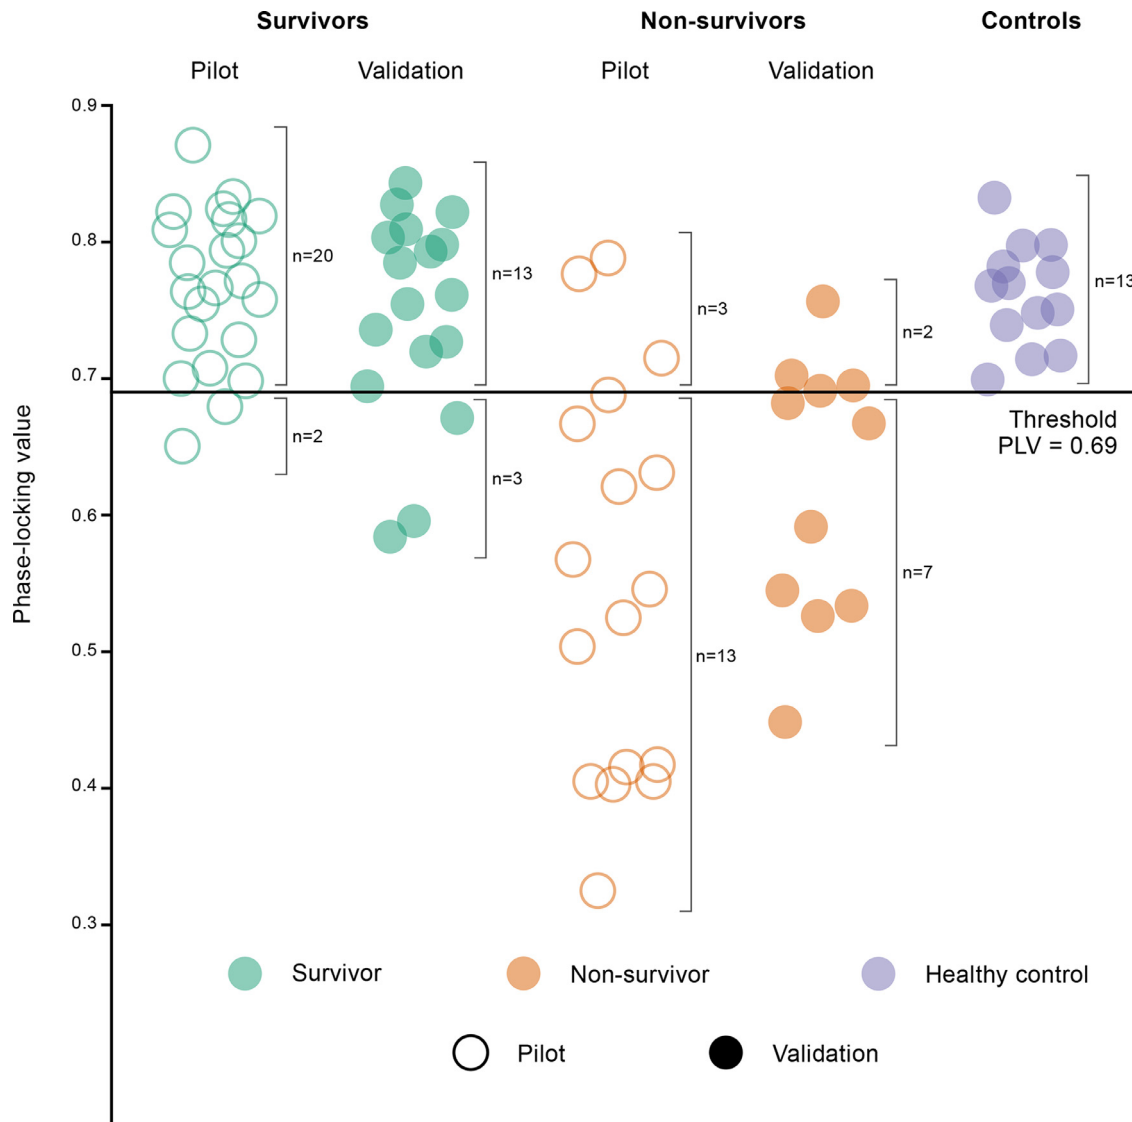 Survivors Non-survivors Controls
Pilot Validation Pilot Validation
0.9
0.8
0.7
0.6
0.5
0.4
0.3
Phase-locking value
n=20
n=13
n=3
n=2
n=13
n=2
n=3
n=13
n=7
Threshold
PLV = 0.69
Survivor Non-survivor Healthy control
Pilot Validation